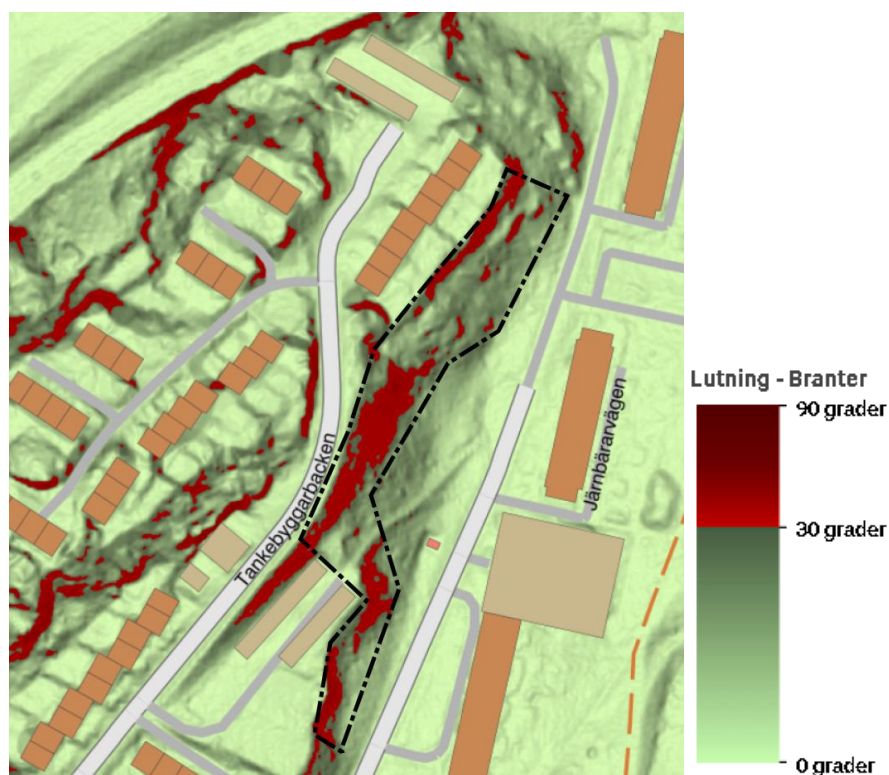 Tankebyggarbacken
Järnbärarvägen
Lutning - Branter
90 grader
30 grader
0 grader